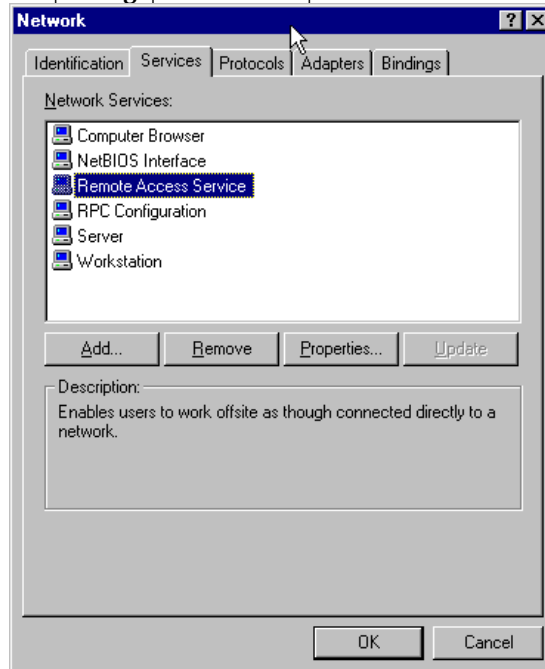 Network
Identification Services Protocols Adapters Bindings
Network Services:
Computer Browser
NetBIOS Interface
Remote Access Service
RPC Configuration
Server
Workstation
Add... Remove Properties... Update
Description:
Enables users to work offsite as though connected directly to a
network.
OK Cancel